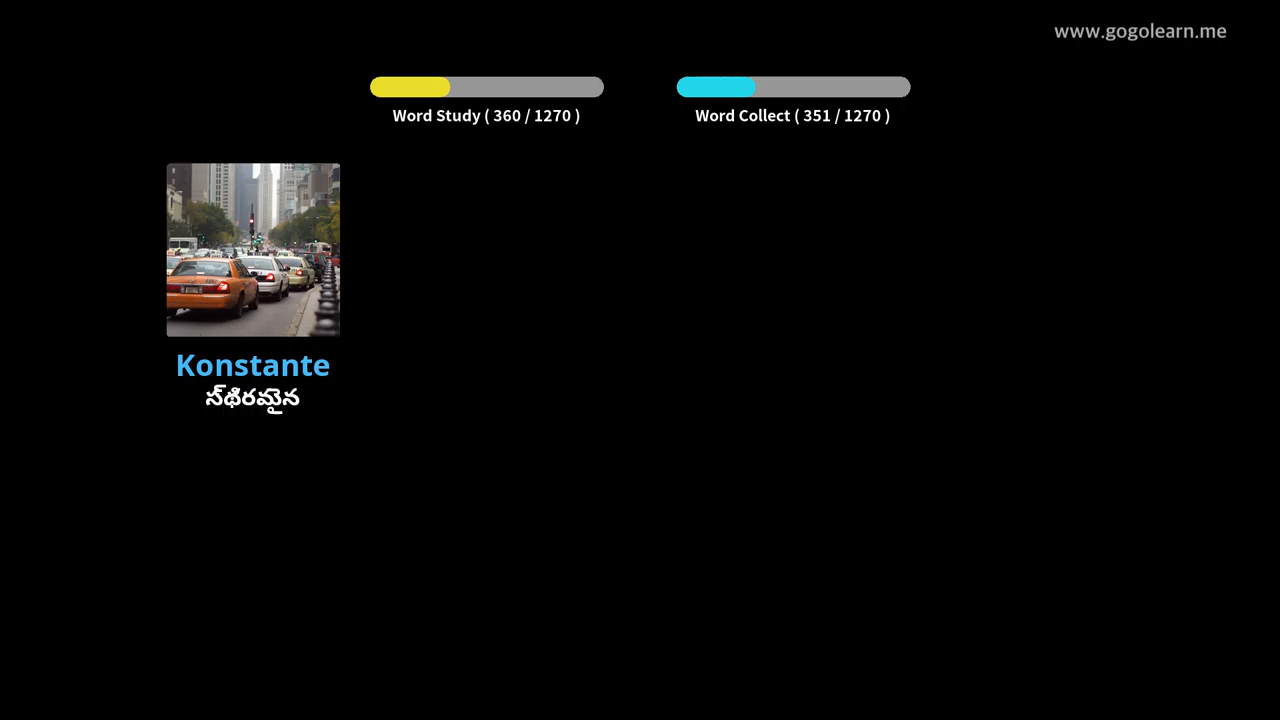 www.gogolearn.me
Word Study ( 360 / 1270 )
Word Collect ( 351 / 1270 )
Konstante
స్థిరమైన